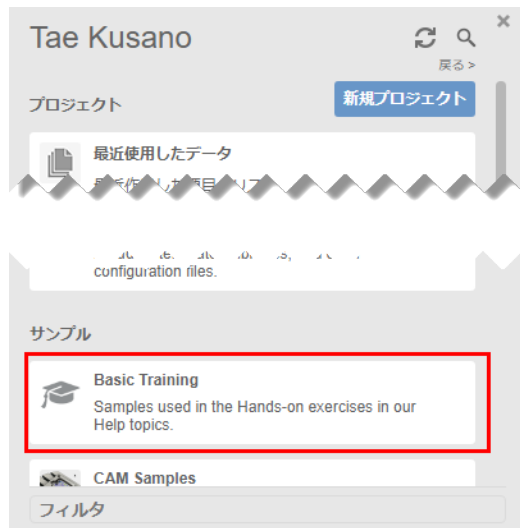 Tae Kusano
戻る >
プロジェクト
新規プロジェクト
最近使用したデータ
configuration files.
サンプル
Basic Training
Samples used in the Hands-on exercises in our
Help topics.
CAM Samples
フィルタ